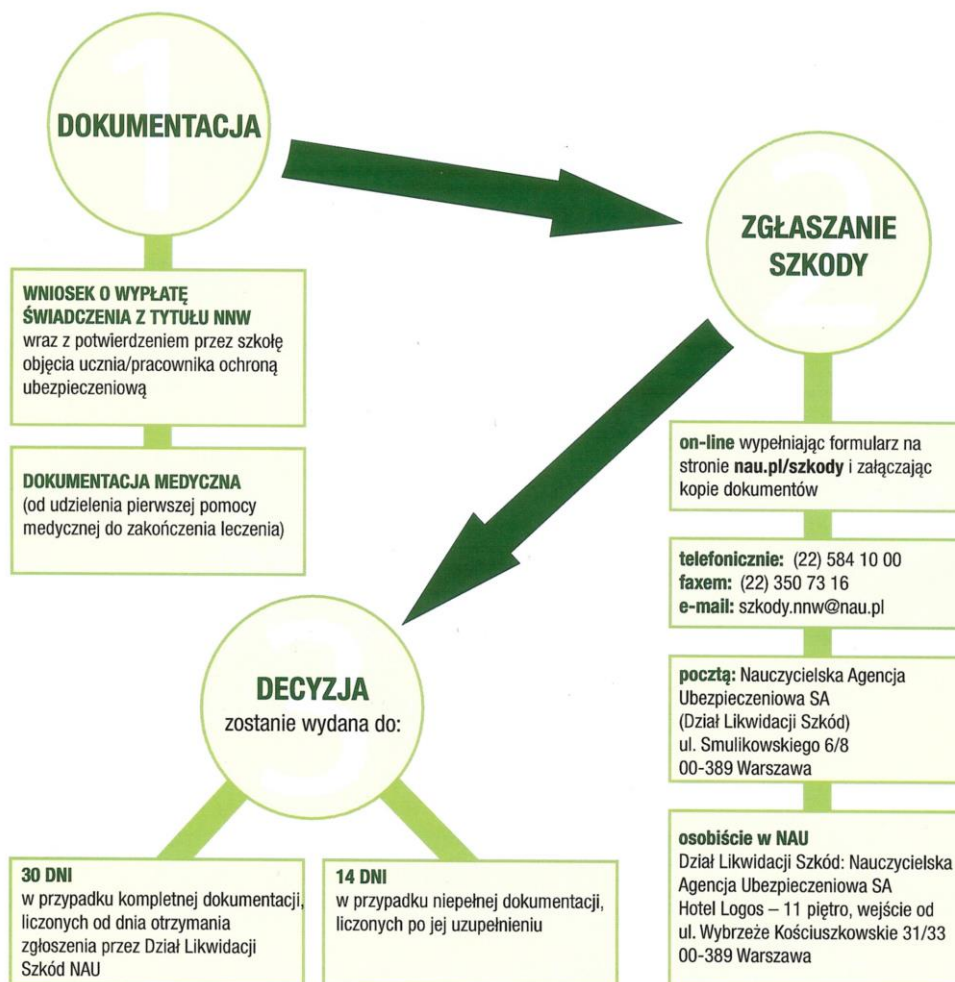 1
DOKUMENTACJA
WNIOSEK O WYPŁATĘ
ŚWIADCZENIA Z TYTUŁU NNW
wraz z potwierdzeniem przez szkołę
objęcia ucznia/pracownika ochroną
ubezpieczeniową
DOKUMENTACJA MEDYCZNA
(od udzielenia pierwszej pomocy
medycznej do zakończenia leczenia)
2
ZGŁASZANIE
SZKODY
on-line wypełniając formularz na
stronie nau.pl/szkody i załączając
kopie dokumentów
telefonicznie: (22) 584 10 00
faxem: (22) 350 73 16
e-mail: szkody.nnw@nau.pl
pocztą: Nauczycielska Agencja
Ubezpieczeniowa SA
(Dział Likwidacji Szkód)
ul. Smulikowskiego 6/8
00-389 Warszawa
osobiście w NAU
Dział Likwidacji Szkód: Nauczycielska
Agencja Ubezpieczeniowa SA
Hotel Logos – 11 piętro, wejście od
ul. Wybrzeże Kościuszkowskie 31/33
00-389 Warszawa
3
DECYZJA
zostanie wydana do:
30 DNI
w przypadku kompletnej dokumentacji,
liczonych od dnia otrzymania
zgłoszenia przez Dział Likwidacji
Szkód NAU
14 DNI
w przypadku niepełnej dokumentacji,
liczonych po jej uzupełnieniu